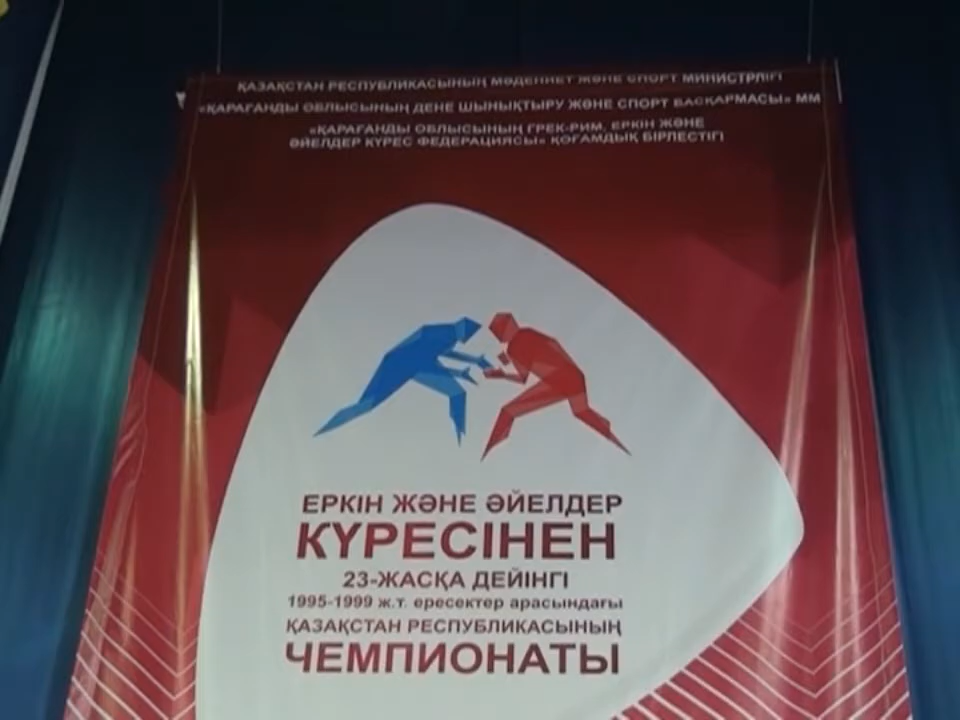 ҚАЗАҚСТАН РЕСПУБЛИКАСЫНЫҢ МӘДЕНИЕТ ЖӘНЕ СПОРТ МИНИСТРЛІГІ
«ҚАРАҒАНДЫ ОБЛЫСЫНЫҢ ДЕНЕ ШЫНЫҚТЫРУ ЖӘНЕ СПОРТ БАСҚАРМАСЫ» ММ
«ҚАРАҒАНДЫ ОБЛЫСЫНЫҢ ГРЕК-РИМ, ЕРКІН ЖӘНЕ
ӘЙЕЛДЕР КҮРЕС ФЕДЕРАЦИЯСЫ» ҚОҒАМДЫҚ БІРЛЕСТІГІ
ЕРКІН ЖӘНЕ ӘЙЕЛДЕР
КҮРЕСІНЕН
23-ЖАСҚА ДЕЙІНГІ
1995-1999 ж.т. ересектер арасындағы
ҚАЗАҚСТАН РЕСПУБЛИКАСЫНЫҢ
ЧЕМПИОНАТЫ